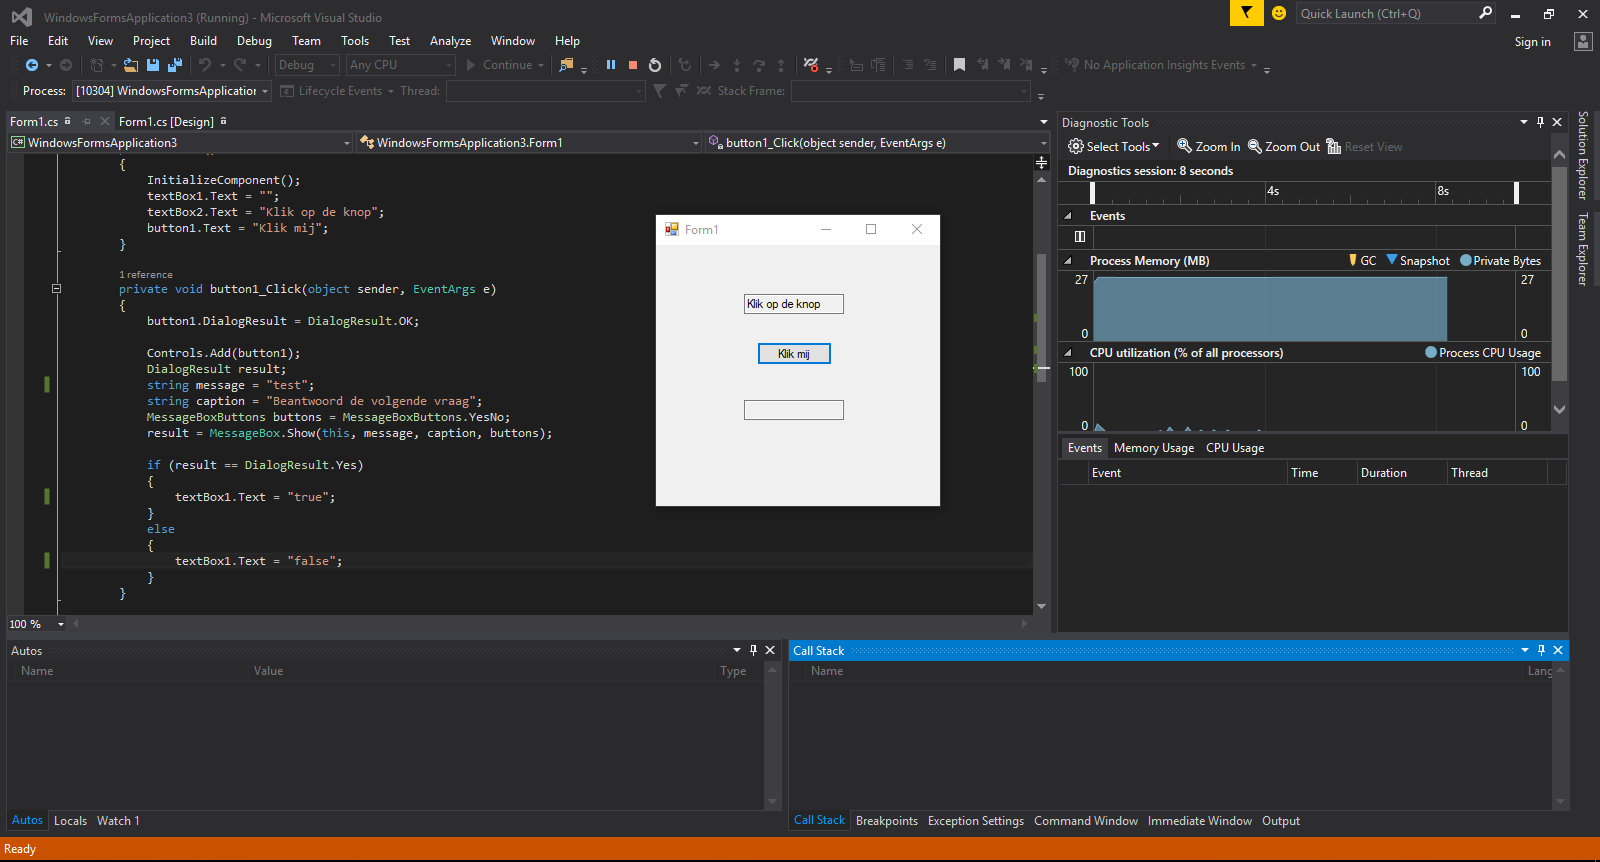 WindowsFormsApplication3 (Running) - Microsoft Visual Studio
Quick Launch (Ctrl+Q)
File Edit View Project Build Debug Team Tools Test Analyze Window Help
Sign in
Debug Any CPU Continue No Application Insights Events
Process: [10304] WindowsFormsApplication Lifecycle Events Thread: Stack Frame:
Form1.cs Form1.cs [Design]
C# WindowsFormsApplication3 WindowsFormsApplication3.Form1 button1_Click(object sender, EventArgs e)
{
InitializeComponent();
textBox1.Text = "";
textBox2.Text = "Klik op de knop";
button1.Text = "Klik mij";
}
1 reference
private void button1_Click(object sender, EventArgs e)
{
button1.DialogResult = DialogResult.OK;
Controls.Add(button1);
DialogResult result;
string message = "test";
string caption = "Beantwoord de volgende vraag";
MessageBoxButtons buttons = MessageBoxButtons.YesNo;
result = MessageBox.Show(this, message, caption, buttons);
if (result == DialogResult.Yes)
{
textBox1.Text = "true";
}
else
{
textBox1.Text = "false";
}
}
100 %
Form1
Klik op de knop
Klik mij
Diagnostic Tools
Select Tools Zoom In Zoom Out Reset View
Diagnostics session: 8 seconds
4s 8s
Events
Process Memory (MB) GC Snapshot Private Bytes
27 27
0 0
CPU utilization (% of all processors) Process CPU Usage
100 100
0 0
Events Memory Usage CPU Usage
Event Time Duration Thread
Solution Explorer
Team Explorer
Autos
Name Value Type
Autos Locals Watch 1
Call Stack
Name Lang
Call Stack Breakpoints Exception Settings Command Window Immediate Window Output
Ready